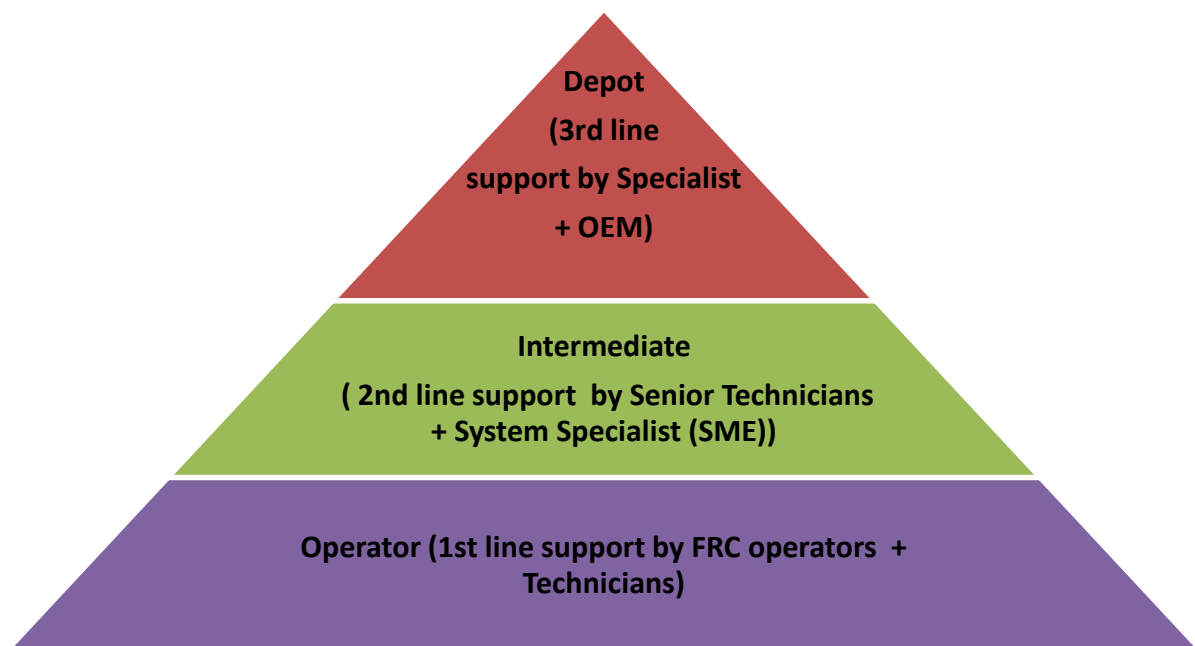 Depot
(3rd line
support by Specialist
+ OEM)
Intermediate
( 2nd line support  by Senior Technicians
+ System Specialist (SME))
Operator (1st line support by FRC operators  +
Technicians)